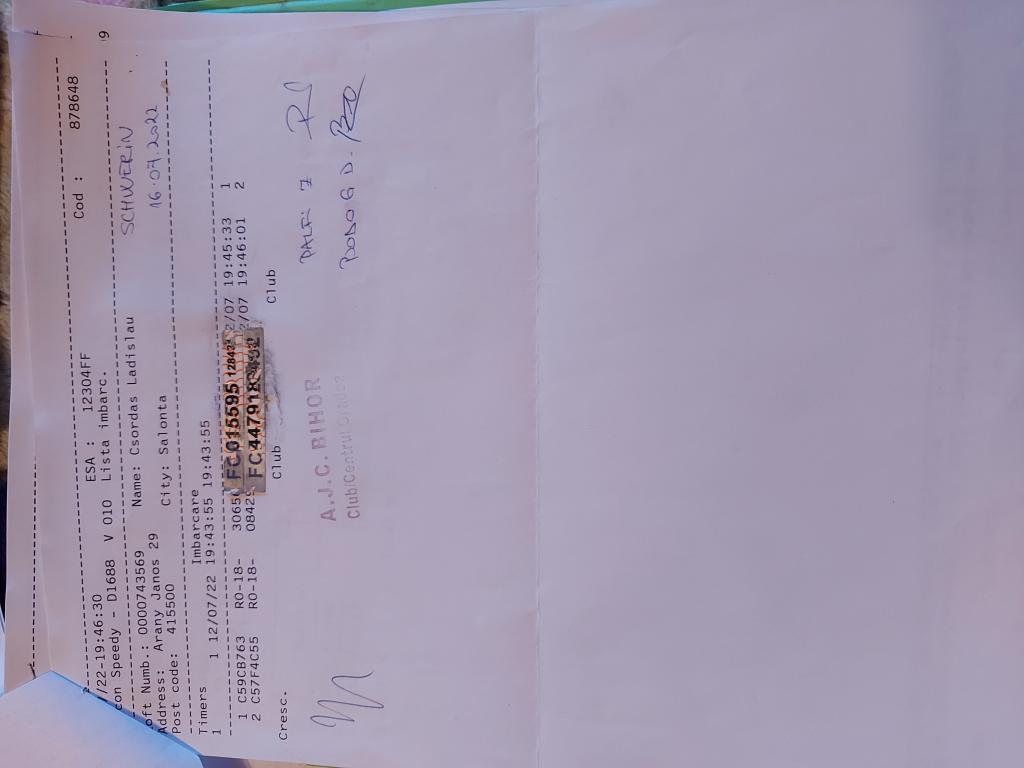 Cod : 878648
/22-19:46:30 ESA : 12304FF
con Speedy - D1688 V 010 Lista imbarc. 9
oft Numb.: 0000743569 Name: Csordas Ladislau SCHWERIN
Address: Arany Janos 29 City: Salonta 16.07.2022
Post code: 415500
Timers Imbarcare
1 1 12/07/22 19:43:55 19:43:55
1 C59CB763 RO-18- 3065 FC015595 2/07 19:45:33 1
2 C57F4C55 RO-18- 0842 FC447918 2/07 19:46:01 2
Cresc. Club Club
A.J.C. BIHOR
Club/Centrul